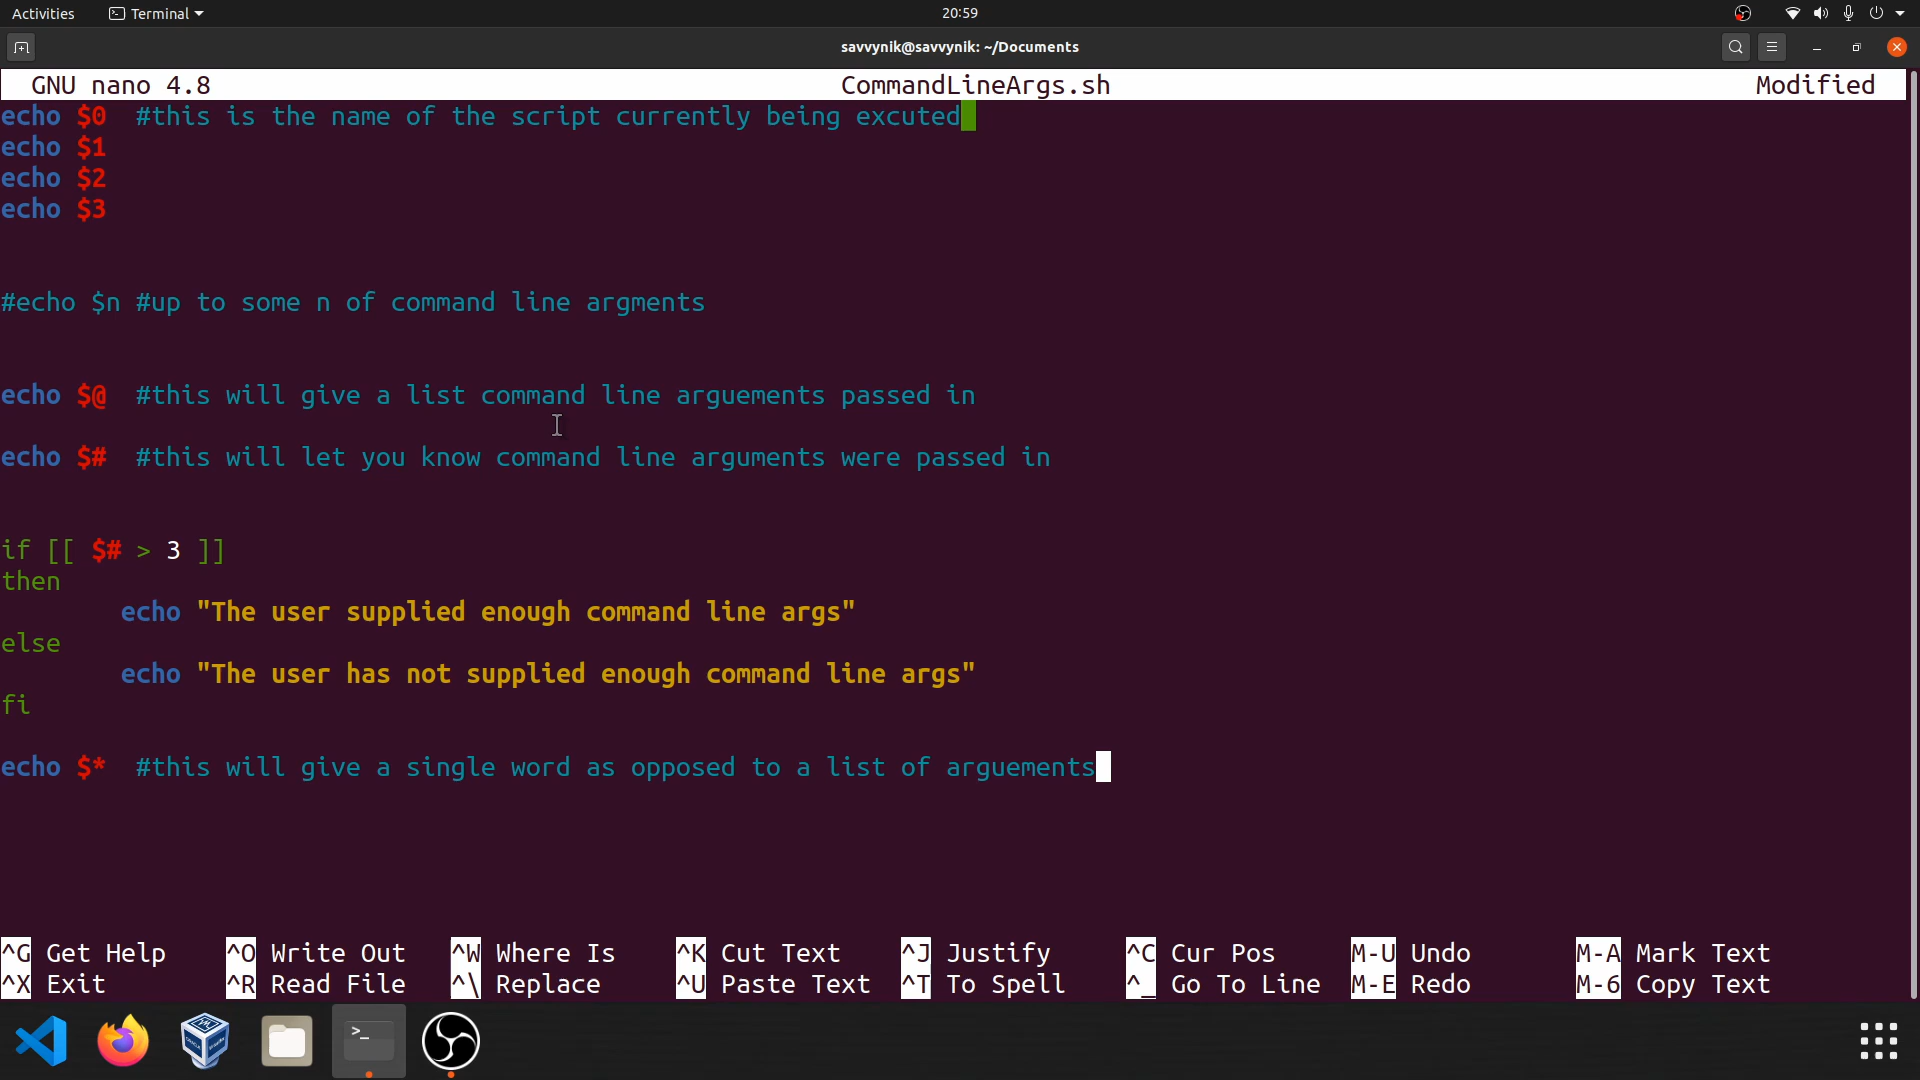 Activities Terminal 20:59
savvynik@savvynik: ~/Documents
GNU nano 4.8 CommandLineArgs.sh Modified
echo $0  #this is the name of the script currently being excuted
echo $1
echo $2
echo $3
#echo $n #up to some n of command line argments
echo $@  #this will give a list command line arguements passed in
echo $#  #this will let you know command line arguments were passed in
if [[ $# > 3 ]]
then
        echo "The user supplied enough command line args"
else
        echo "The user has not supplied enough command line args"
fi
echo $*  #this will give a single word as opposed to a list of arguements
^G Get Help ^O Write Out ^W Where Is ^K Cut Text ^J Justify ^C Cur Pos M-U Undo M-A Mark Text
^X Exit ^R Read File ^\ Replace ^U Paste Text ^T To Spell ^_ Go To Line M-E Redo M-6 Copy Text